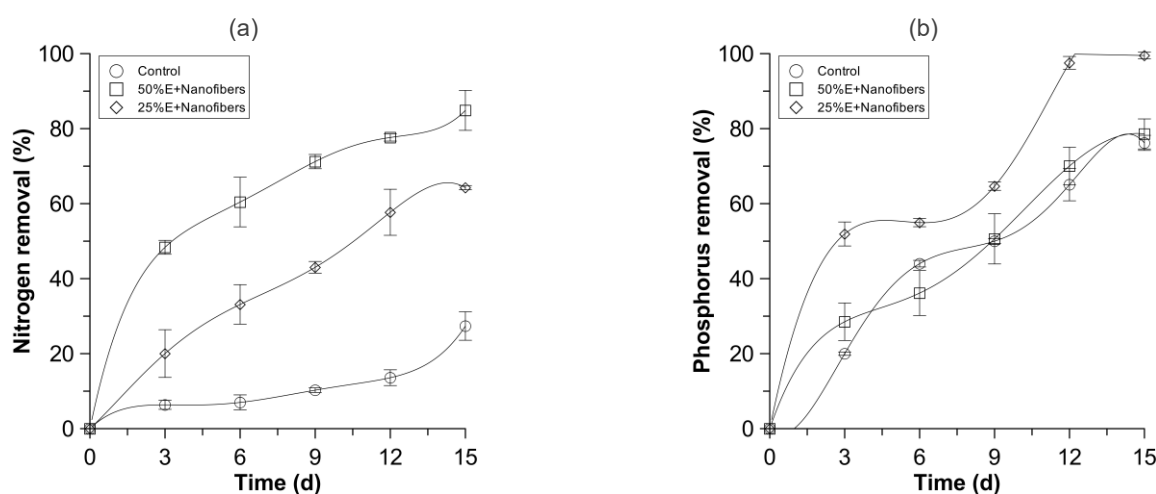 (a)
100
80
60
40
20
0
Nitrogen removal (%)
Control
50%E+Nanofibers
25%E+Nanofibers
0 3 6 9 12 15
Time (d)
(b)
100
80
60
40
20
0
Phosphorus removal (%)
Control
50%E+Nanofibers
25%E+Nanofibers
0 3 6 9 12 15
Time (d)